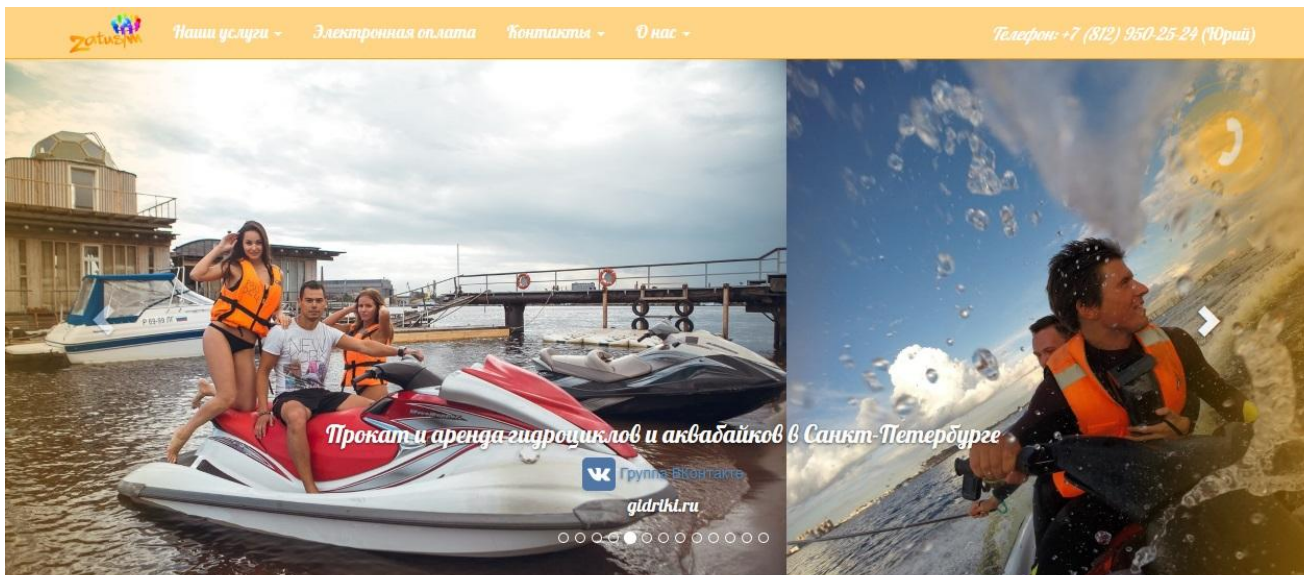 zatusim
Наши услуги
Электронная оплата
Контакты
О нас
Телефон: +7 (812) 950-25-24 (Юрий)
NEW
Прокат и аренда гидроциклов и аквабайков в Санкт-Петербурге
Группа ВКонтакте
gidriki.ru